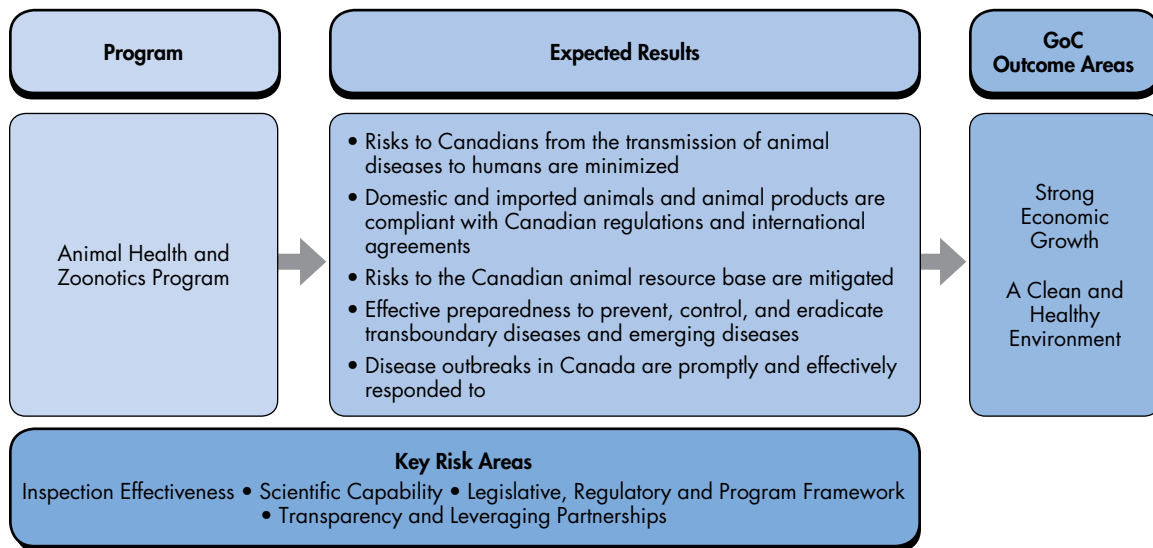 Program
Expected Results
GoC
Outcome Areas
Animal Health and
Zoonotics Program
• Risks to Canadians from the transmission of animal
diseases to humans are minimized
• Domestic and imported animals and animal products are
compliant with Canadian regulations and international
agreements
• Risks to the Canadian animal resource base are mitigated
• Effective preparedness to prevent, control, and eradicate
transboundary diseases and emerging diseases
• Disease outbreaks in Canada are promptly and effectively
responded to
Strong
Economic
Growth
A Clean and
Healthy
Environment
Key Risk Areas
Inspection Effectiveness • Scientific Capability • Legislative, Regulatory and Program Framework
• Transparency and Leveraging Partnerships